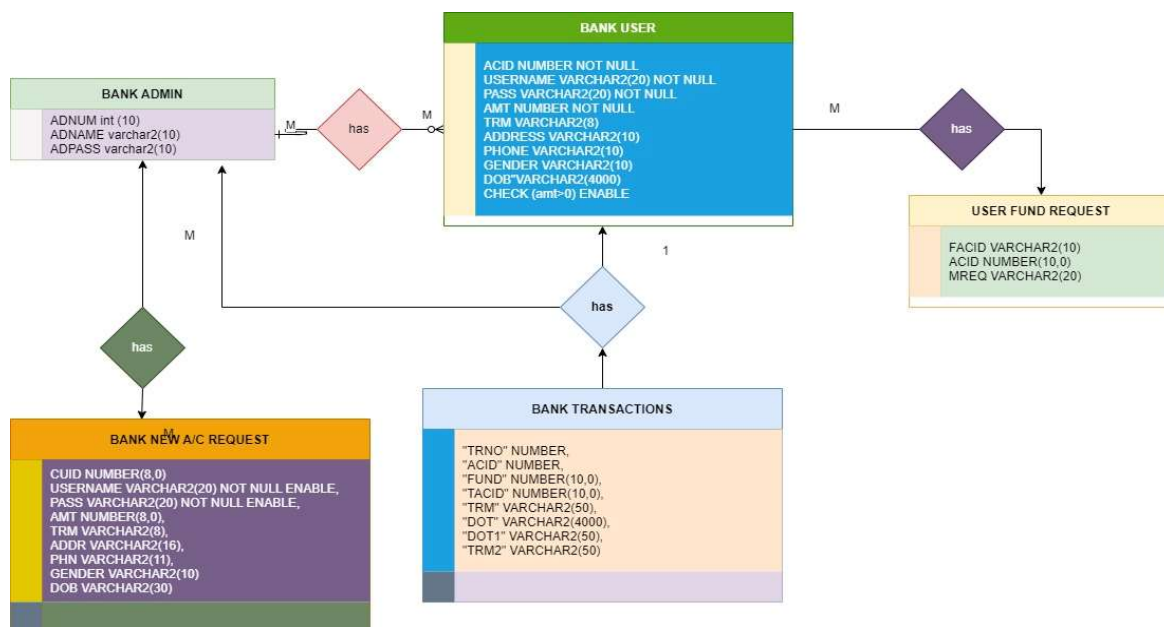 BANK USER
ACID NUMBER NOT NULL
USERNAME VARCHAR2(20) NOT NULL
PASS VARCHAR2(20) NOT NULL
AMT NUMBER NOT NULL
TRM VARCHAR2(8)
ADDRESS VARCHAR2(10)
PHONE VARCHAR2(10)
GENDER VARCHAR2(10)
DOB"VARCHAR2(4000)
CHECK (amt>0) ENABLE
BANK ADMIN
ADNUM int (10)
ADNAME varchar2(10)
ADPASS varchar2(10)
M
has
M
M
has
USER FUND REQUEST
FACID VARCHAR2(10)
ACID NUMBER(10,0)
MREQ VARCHAR2(20)
M
1
has
has
BANK NEW A/C REQUEST
M
CUID NUMBER(8,0)
USERNAME VARCHAR2(20) NOT NULL ENABLE,
PASS VARCHAR2(20) NOT NULL ENABLE,
AMT NUMBER(8,0),
TRM VARCHAR2(8),
ADDR VARCHAR2(16),
PHN VARCHAR2(11),
GENDER VARCHAR2(10)
DOB VARCHAR2(30)
BANK TRANSACTIONS
"TRNO" NUMBER,
"ACID" NUMBER,
"FUND" NUMBER(10,0),
"TACID" NUMBER(10,0),
"TRM" VARCHAR2(50),
"DOT" VARCHAR2(4000),
"DOT1" VARCHAR2(50),
"TRM2" VARCHAR2(50)